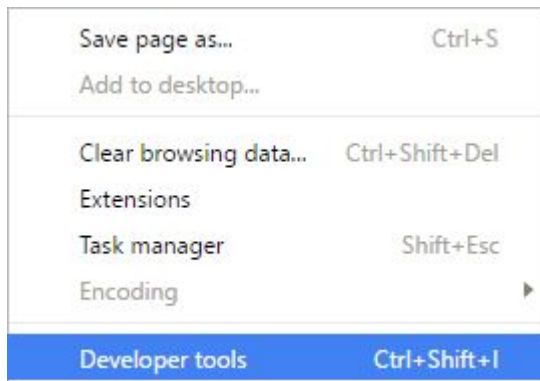 Save page as... Ctrl+S
Add to desktop...
Clear browsing data... Ctrl+Shift+Del
Extensions
Task manager Shift+Esc
Encoding
Developer tools Ctrl+Shift+I